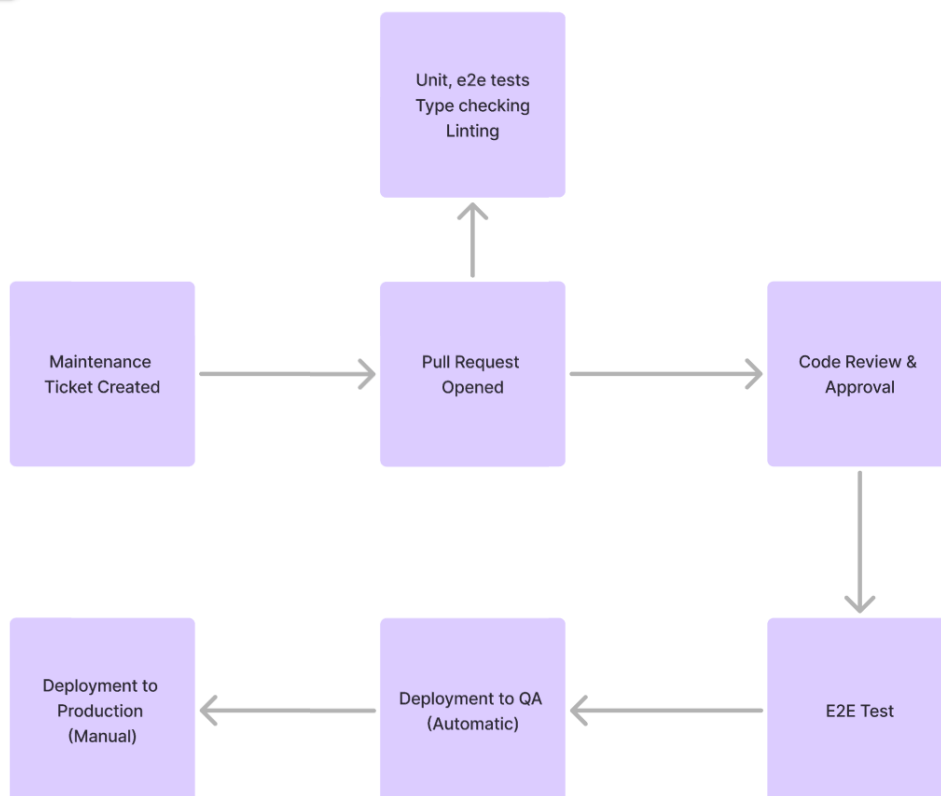 Unit, e2e tests
Type checking
Linting
Maintenance
Ticket Created
Pull Request
Opened
Code Review &
Approval
Deployment to
Production
(Manual)
Deployment to QA
(Automatic)
E2E Test